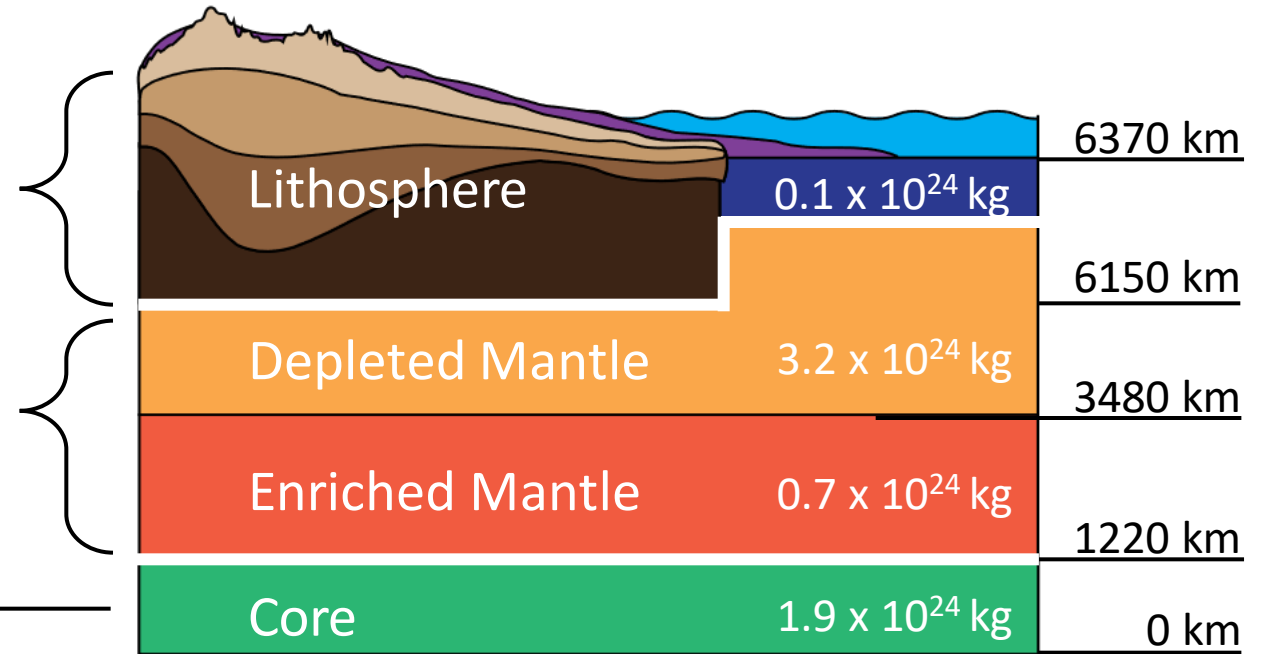 6370 km
Lithosphere 0.1 x 10²⁴ kg
6150 km
Depleted Mantle 3.2 x 10²⁴ kg
3480 km
Enriched Mantle 0.7 x 10²⁴ kg
1220 km
Core 1.9 x 10²⁴ kg
0 km